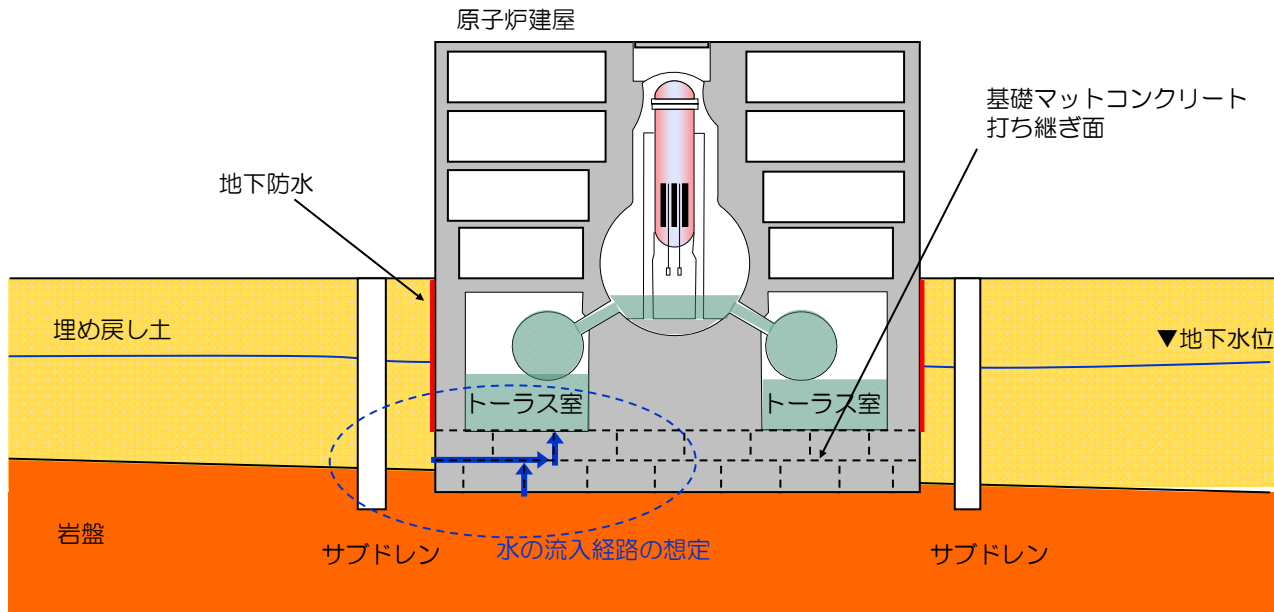 原子炉建屋
基礎マットコンクリート
打ち継ぎ面
地下防水
埋め戻し土
▼地下水位
トーラス室
トーラス室
岩盤
サブドレン
水の流入経路の想定
サブドレン